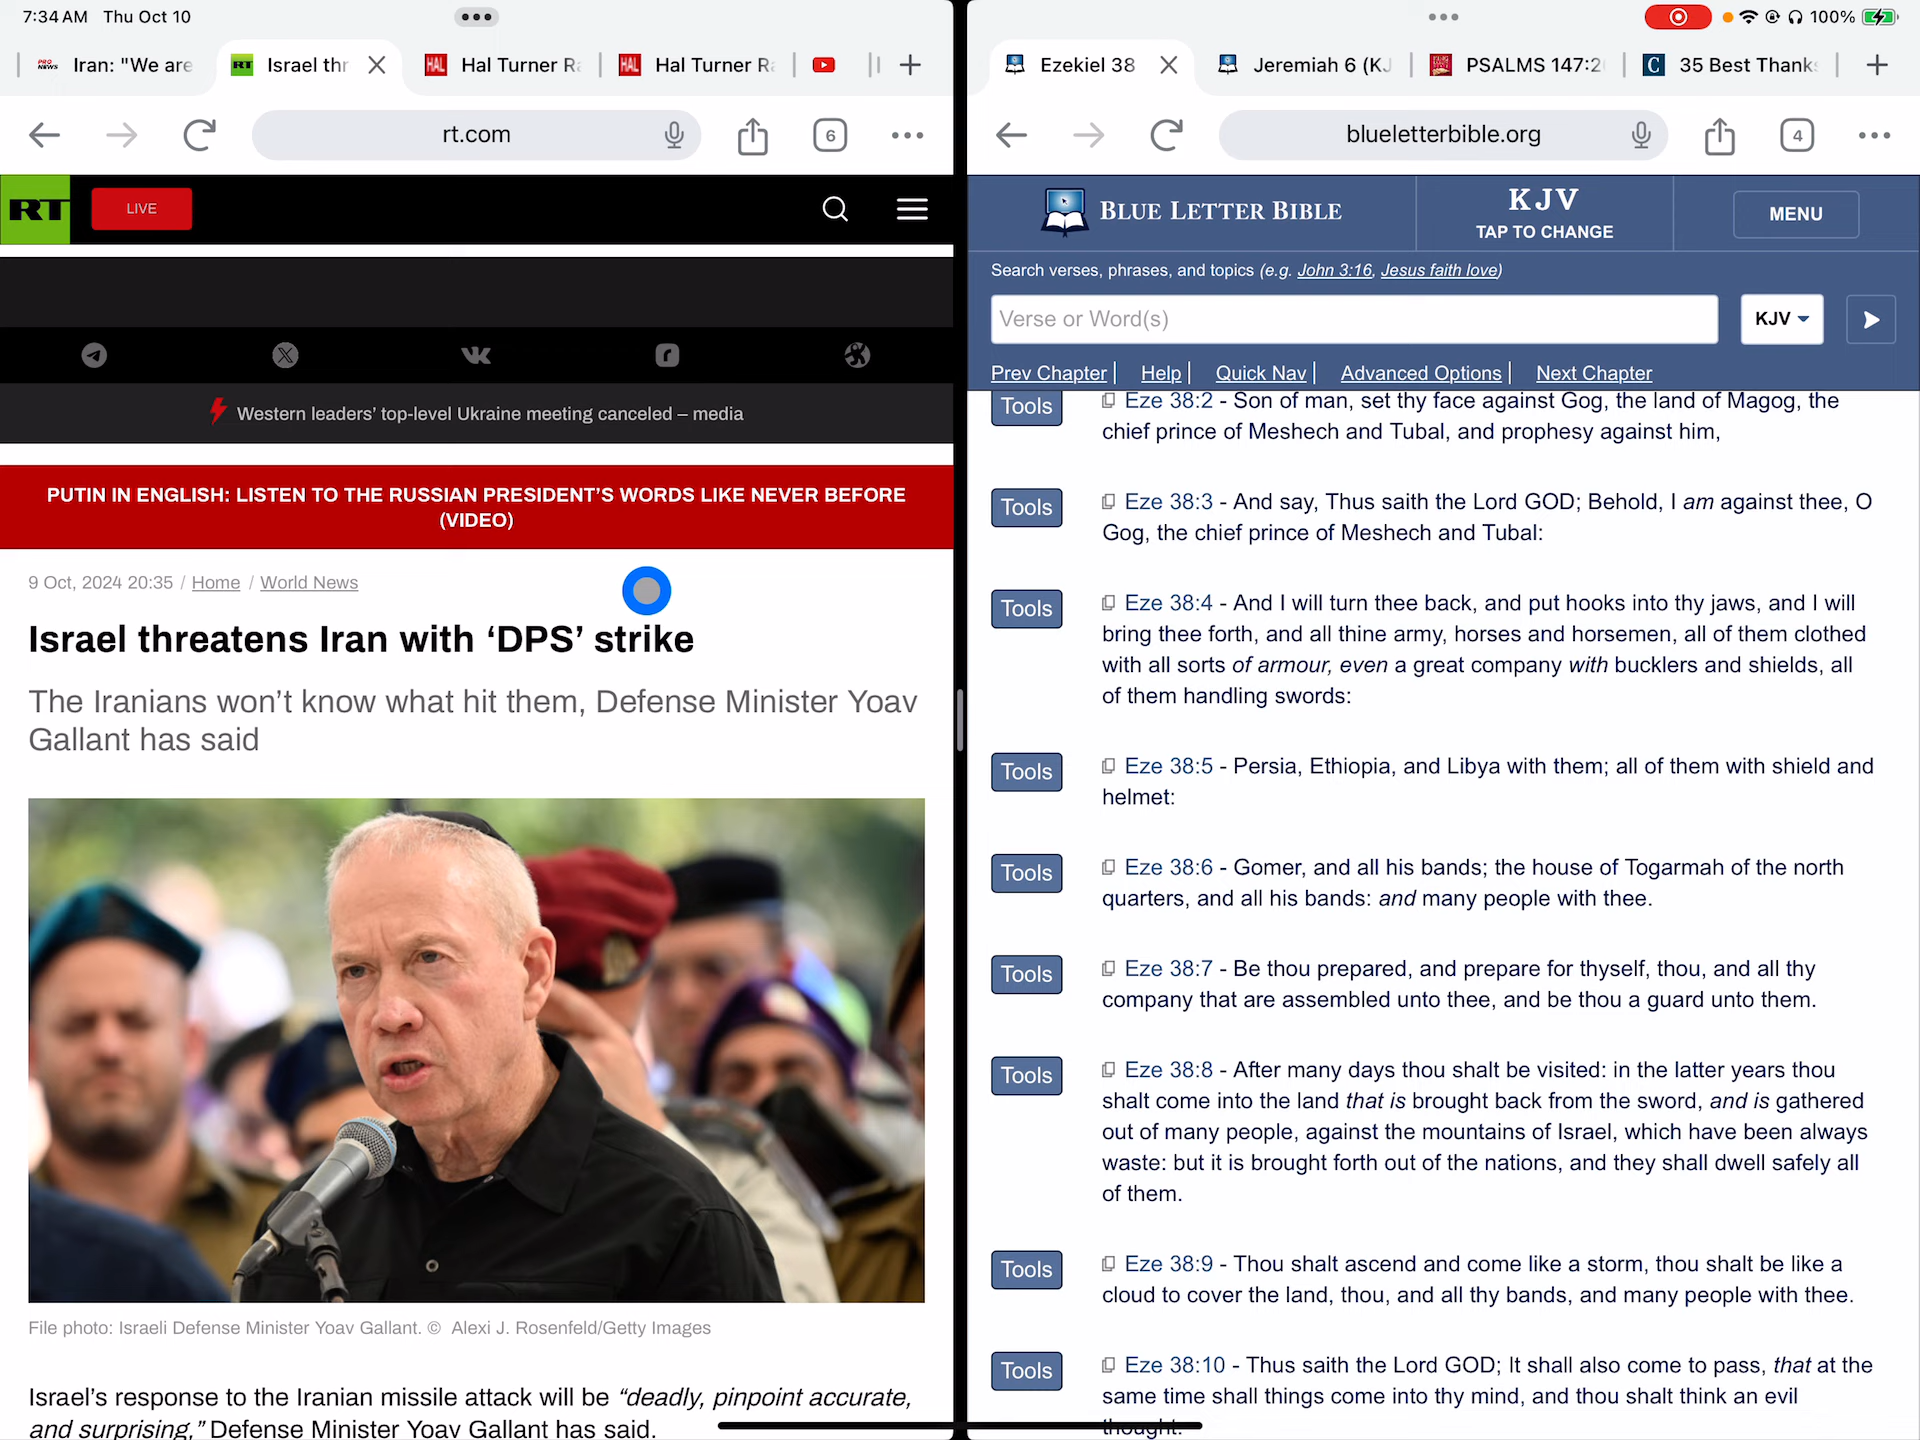 7:34 AM Thu Oct 10
100%
Iran: "We are
Israel thr
Hal Turner Ra
Hal Turner Ra
rt.com
6
RT
LIVE
Western leaders' top-level Ukraine meeting canceled – media
PUTIN IN ENGLISH: LISTEN TO THE RUSSIAN PRESIDENT'S WORDS LIKE NEVER BEFORE
(VIDEO)
9 Oct, 2024 20:35 / Home / World News
Israel threatens Iran with 'DPS' strike
The Iranians won't know what hit them, Defense Minister Yoav
Gallant has said
File photo: Israeli Defense Minister Yoav Gallant. © Alexi J. Rosenfeld/Getty Images
Israel's response to the Iranian missile attack will be "deadly, pinpoint accurate,
and surprising," Defense Minister Yoav Gallant has said.
Ezekiel 38
Jeremiah 6 (KJ
PSALMS 147:20
35 Best Thanks
blueletterbible.org
4
BLUE LETTER BIBLE
KJV
TAP TO CHANGE
MENU
Search verses, phrases, and topics (e.g. John 3:16, Jesus faith love)
Verse or Word(s)
KJV
Prev Chapter | Help | Quick Nav | Advanced Options | Next Chapter
Tools
Eze 38:2 - Son of man, set thy face against Gog, the land of Magog, the
chief prince of Meshech and Tubal, and prophesy against him,
Tools
Eze 38:3 - And say, Thus saith the Lord GOD; Behold, I am against thee, O
Gog, the chief prince of Meshech and Tubal:
Tools
Eze 38:4 - And I will turn thee back, and put hooks into thy jaws, and I will
bring thee forth, and all thine army, horses and horsemen, all of them clothed
with all sorts of armour, even a great company with bucklers and shields, all
of them handling swords:
Tools
Eze 38:5 - Persia, Ethiopia, and Libya with them; all of them with shield and
helmet:
Tools
Eze 38:6 - Gomer, and all his bands; the house of Togarmah of the north
quarters, and all his bands: and many people with thee.
Tools
Eze 38:7 - Be thou prepared, and prepare for thyself, thou, and all thy
company that are assembled unto thee, and be thou a guard unto them.
Tools
Eze 38:8 - After many days thou shalt be visited: in the latter years thou
shalt come into the land that is brought back from the sword, and is gathered
out of many people, against the mountains of Israel, which have been always
waste: but it is brought forth out of the nations, and they shall dwell safely all
of them.
Tools
Eze 38:9 - Thou shalt ascend and come like a storm, thou shalt be like a
cloud to cover the land, thou, and all thy bands, and many people with thee.
Tools
Eze 38:10 - Thus saith the Lord GOD; It shall also come to pass, that at the
same time shall things come into thy mind, and thou shalt think an evil
thought: